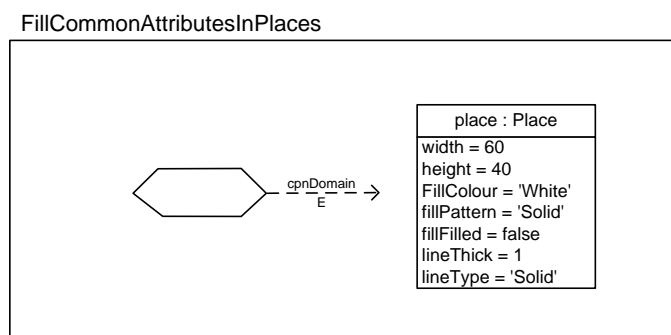 FillCommonAttributesInPlaces
cpnDomain
E
place : Place
width = 60
height = 40
FillColour = 'White'
fillPattern = 'Solid'
fillFilled = false
lineThick = 1
lineType = 'Solid'